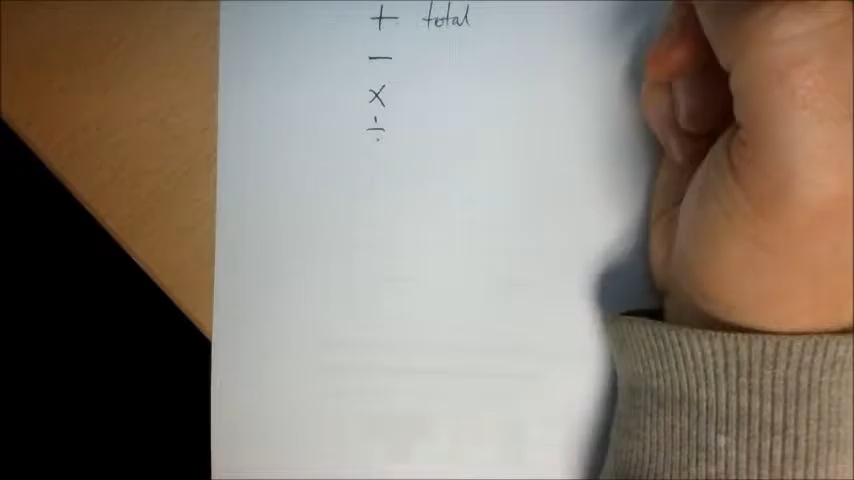 + total
−
×
÷